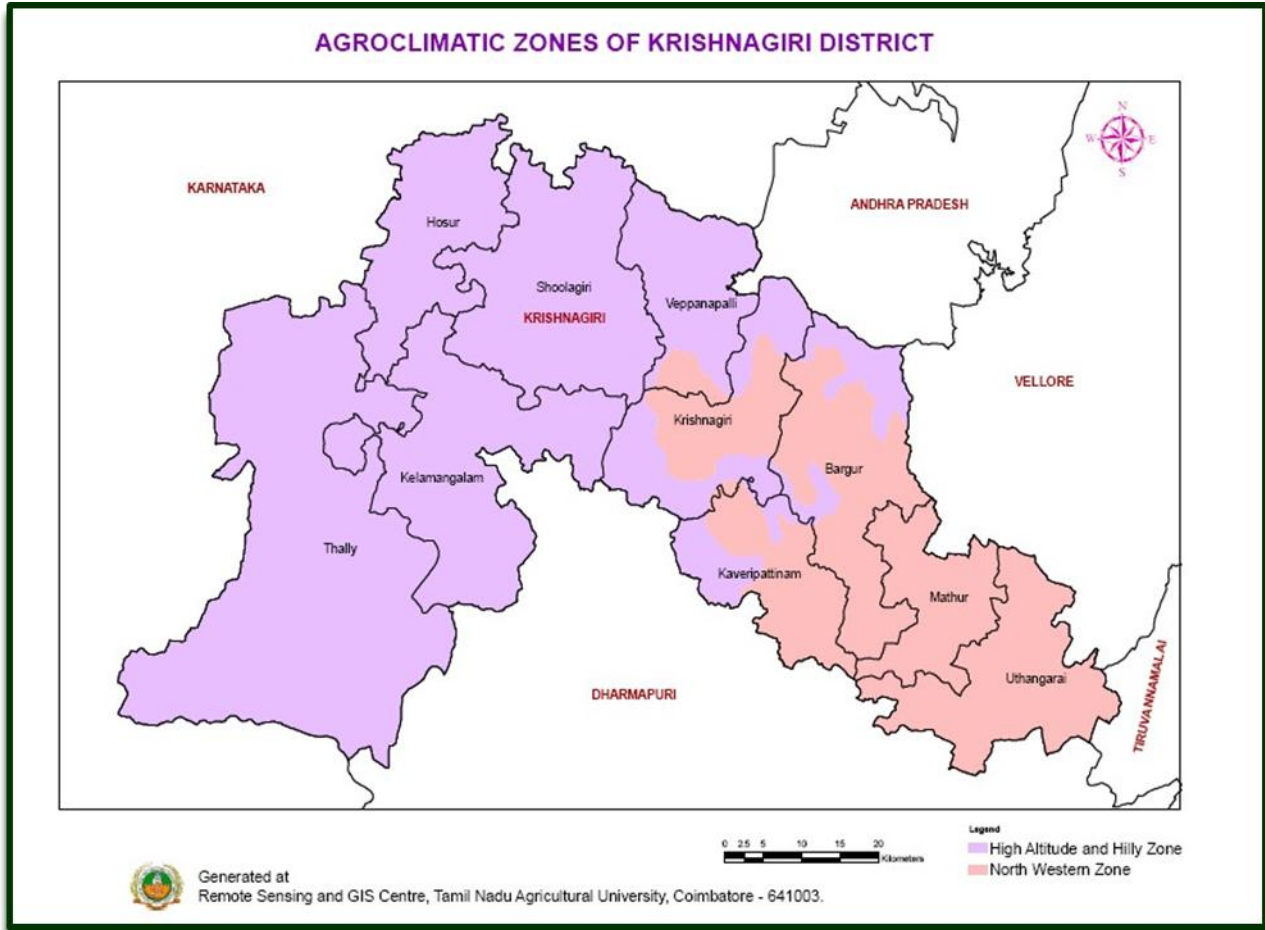 AGROCLIMATIC ZONES OF KRISHNAGIRI DISTRICT
N
W E
S
KARNATAKA
ANDHRA PRADESH
Hosur
Shoolagiri
KRISHNAGIRI
Veppanapalli
VELLORE
Krishnagiri
Bargur
Kelamangalam
Thally
Kaveripattinam
Mathur
Uthangarai
DHARMAPURI
TIRUVANNAMALAI
0 2.5 5 10 15 20
Kilometers
Legend
High Altitude and Hilly Zone
North Western Zone
Generated at
Remote Sensing and GIS Centre, Tamil Nadu Agricultural University, Coimbatore - 641003.